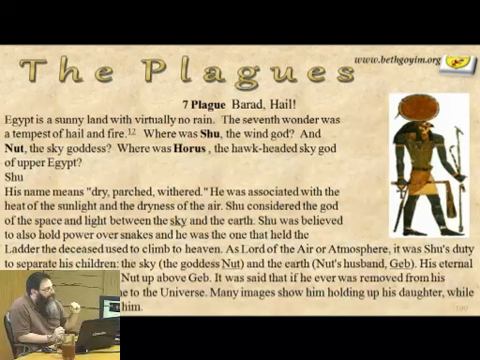 www.bethgoyim.org
The Plagues
7 Plague Barad, Hail!
Egypt is a sunny land with virtually no rain. The seventh wonder was
a tempest of hail and fire.12 Where was Shu, the wind god? And
Nut, the sky goddess? Where was Horus , the hawk-headed sky god
of upper Egypt?
Shu
His name means "dry, parched, withered." He was associated with the
heat of the sunlight and the dryness of the air. Shu considered the god
of the space and light between the sky and the earth. Shu was believed
to also hold power over snakes and he was the one that held the
Ladder the deceased used to climb to heaven. As Lord of the Air or Atmosphere, it was Shu's duty
to separate his children: the sky (the goddess Nut) and the earth (Nut's husband, Geb). His eternal
Nut up above Geb. It was said that if he ever was removed from his
to the Universe. Many images show him holding up his daughter, while
him.